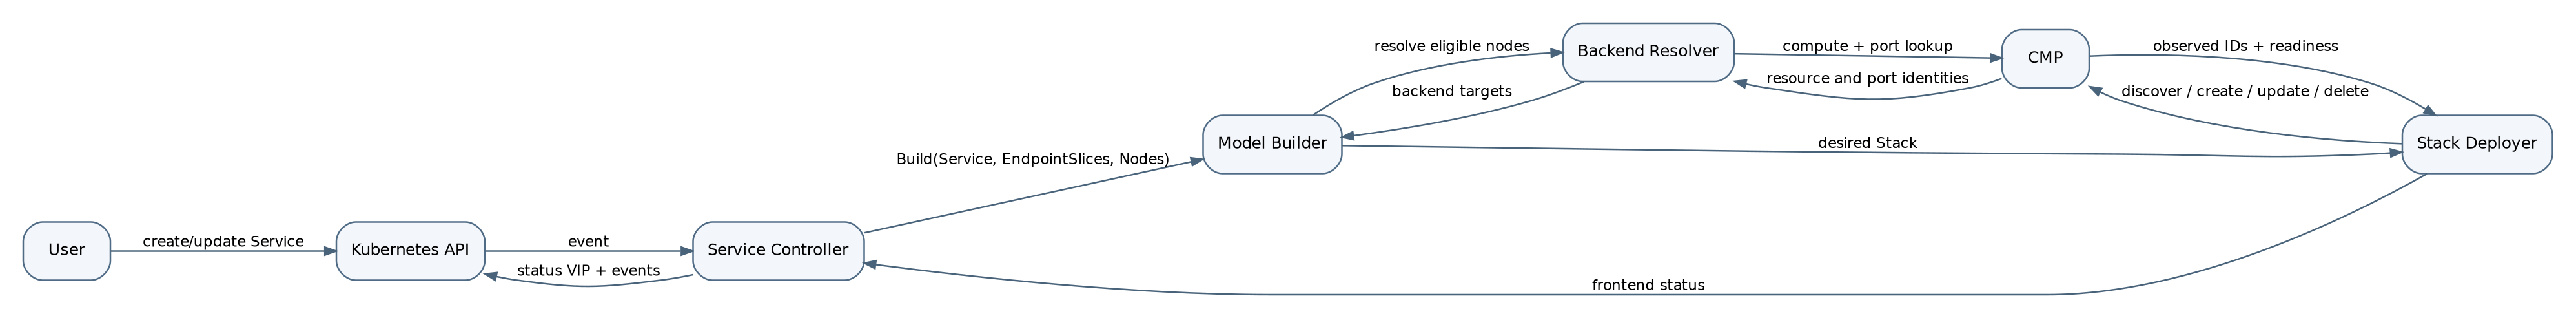 User
create/update Service
Kubernetes API
event
status VIP + events
Service Controller
Build(Service, EndpointSlices, Nodes)
Model Builder
resolve eligible nodes
backend targets
Backend Resolver
compute + port lookup
resource and port identities
CMP
observed IDs + readiness
discover / create / update / delete
desired Stack
Stack Deployer
frontend status